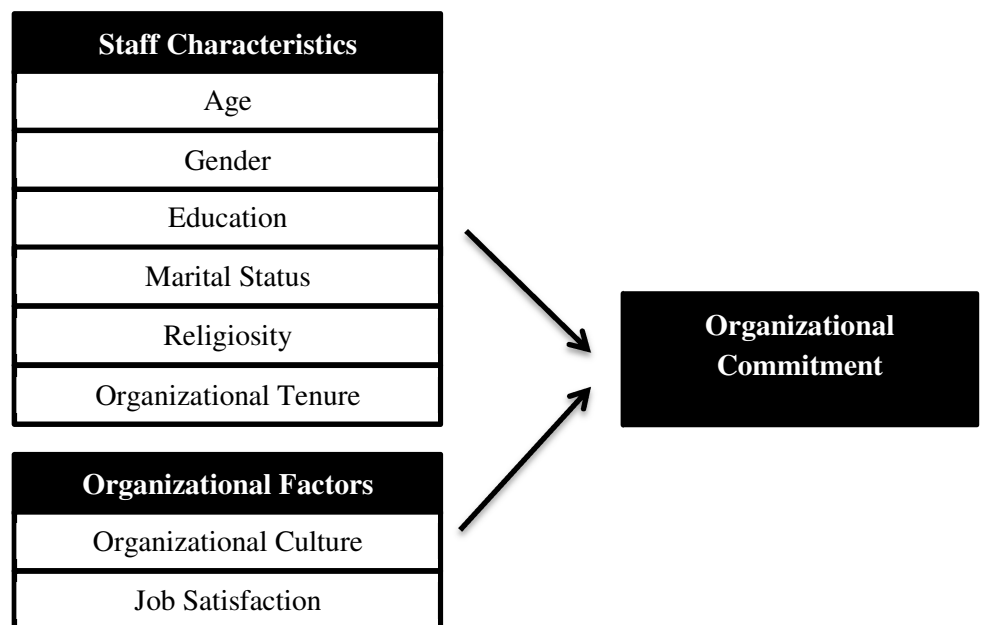 Staff Characteristics
Age
Gender
Education
Marital Status
Religiosity
Organizational Tenure
Organizational Factors
Organizational Culture
Job Satisfaction
Organizational
Commitment